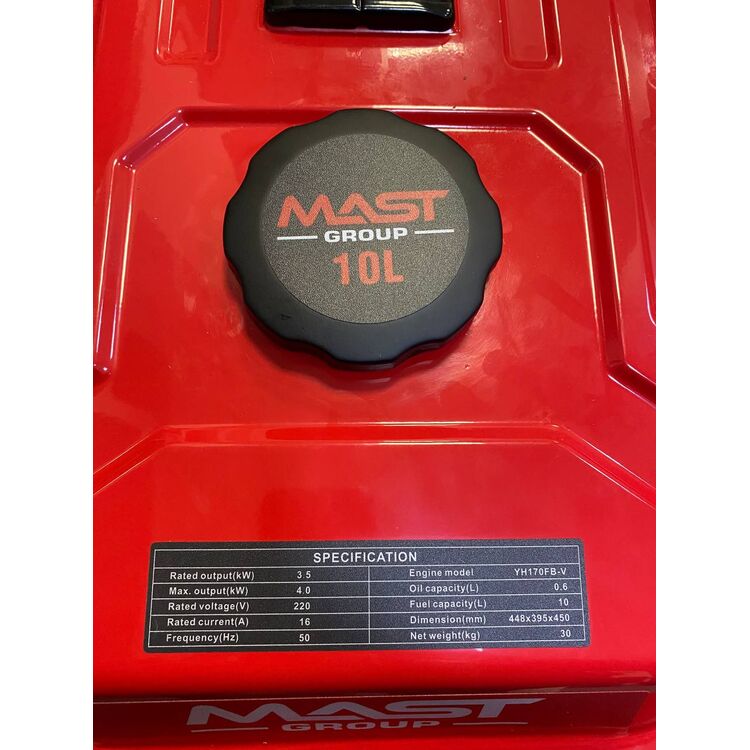 MAST
GROUP
10L
SPECIFICATION
Rated output(kW) 3.5 Engine model YH170FB-V
Max. output(kW) 4.0 Oil capacity(L) 0.6
Rated voltage(V) 220 Fuel capacity(L) 10
Rated current(A) 16 Dimension(mm) 448x395x450
Frequency(Hz) 50 Net weight(kg) 30
MAST
GROUP